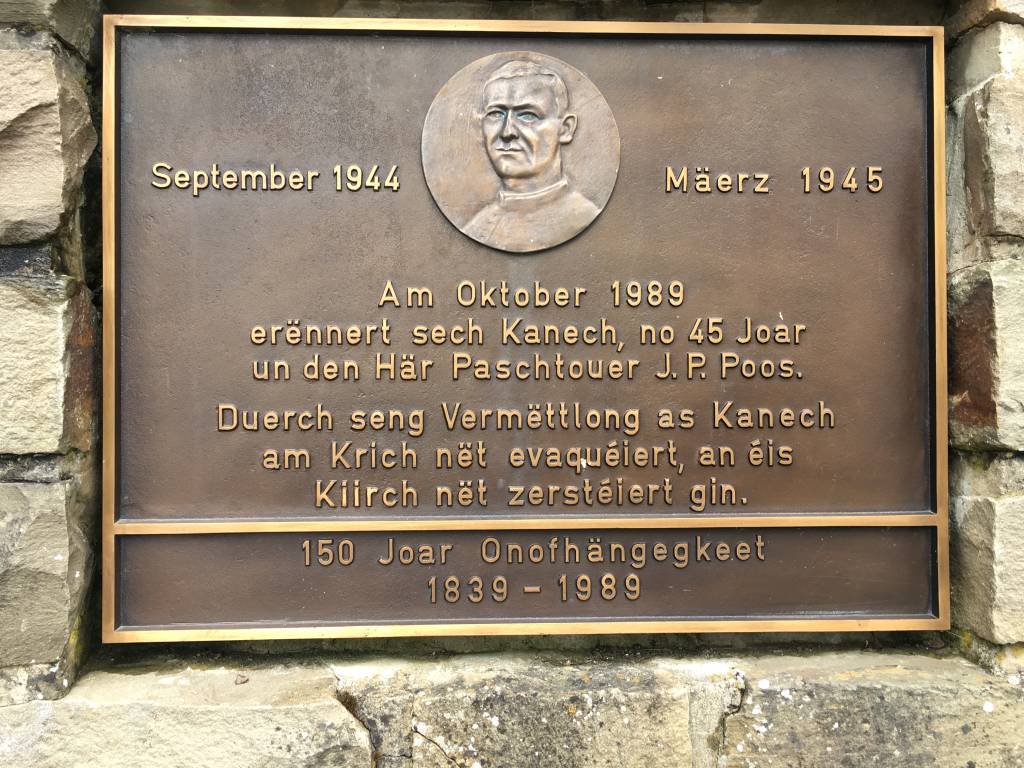 September 1944
Mäerz 1945
Am Oktober 1989
erënnert sech Kanech, no 45 Joar
un den Här Paschtouer J. P. Poos.
Duerch seng Vermëttlong as Kanech
am Krich nët evaquéiert, an éis
Kiirch nët zerstéiert gin.
150 Joar Onofhängegkeet
1839 – 1989